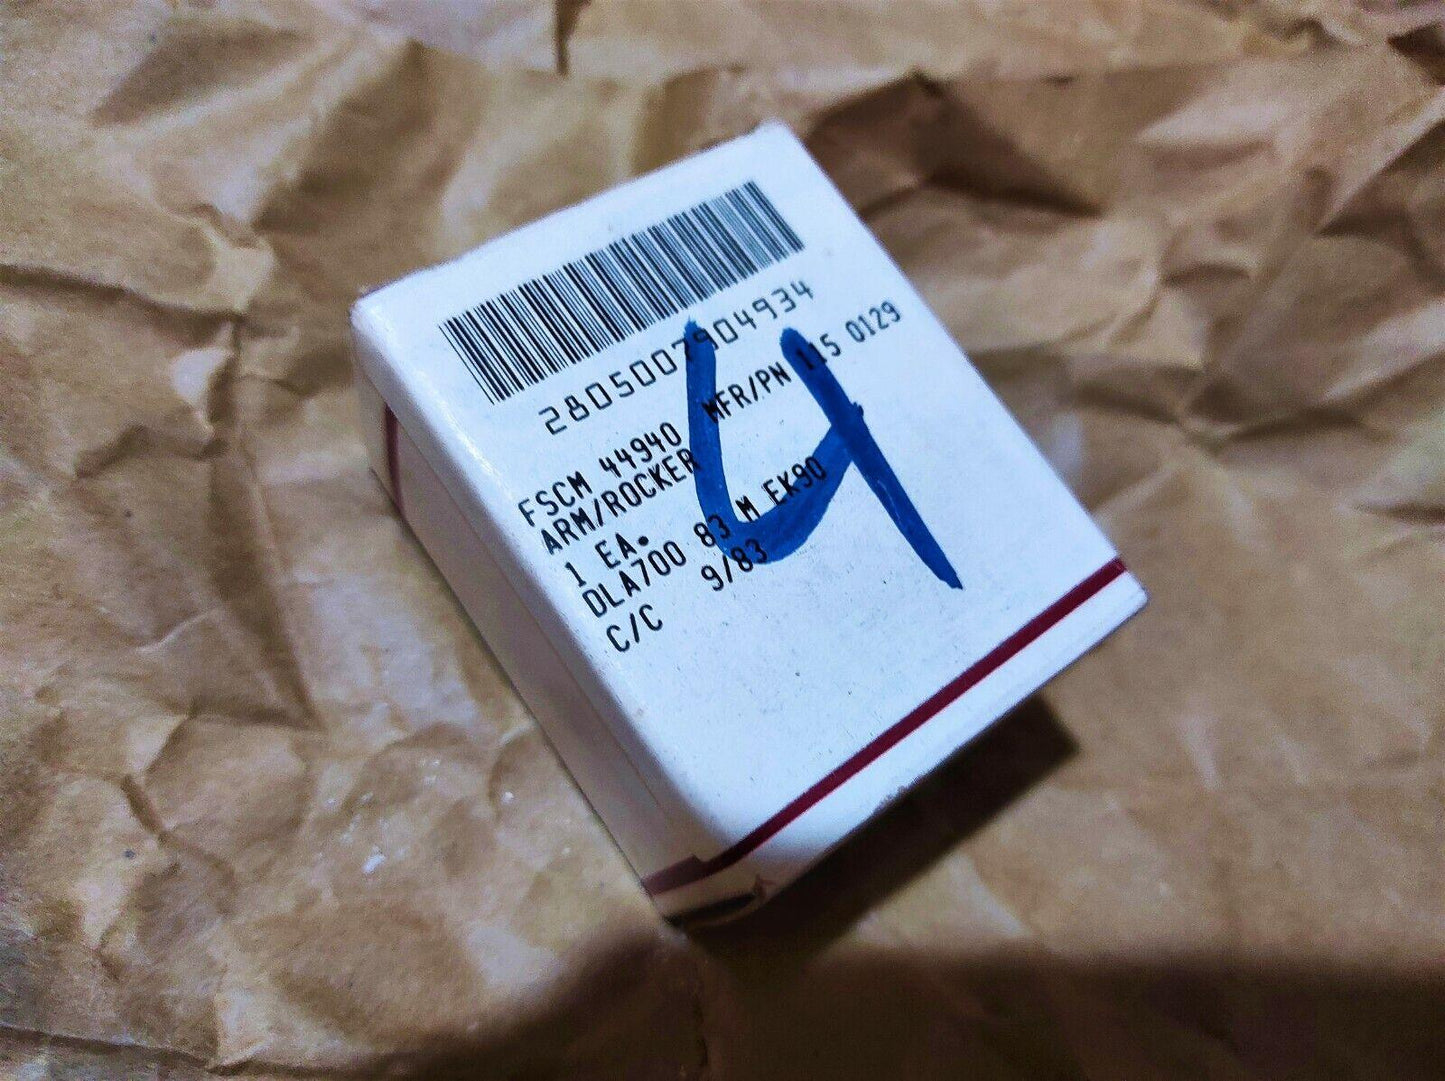 2805007904934
FSCM 44940 MFR/PN 115 0129
ARM/ROCKER
1 EA.
DLA700 83 M EK90
C/C 9/83
4